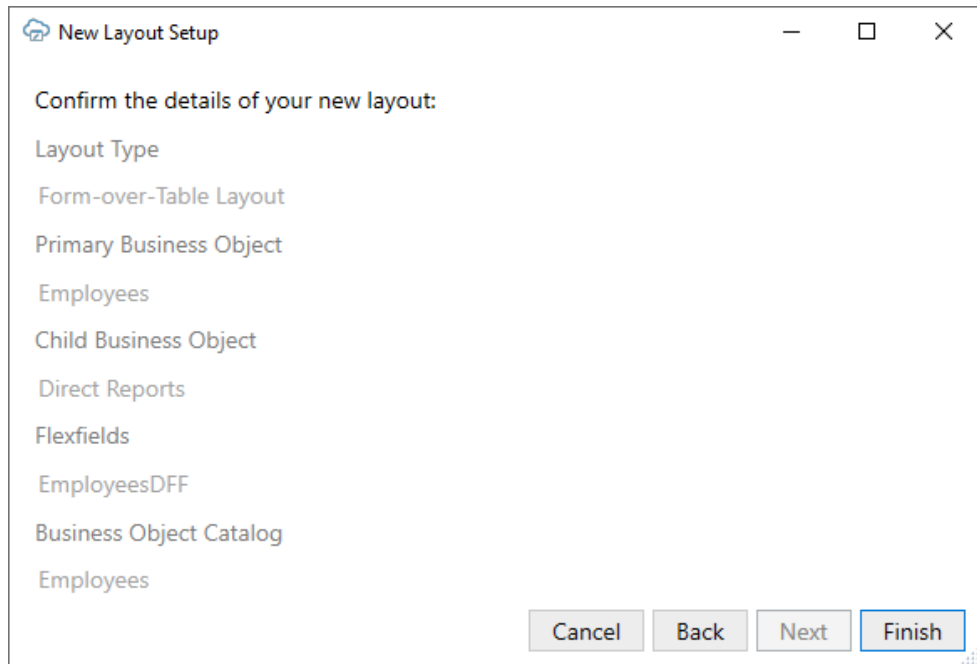 New Layout Setup
Confirm the details of your new layout:
Layout Type
Form-over-Table Layout
Primary Business Object
Employees
Child Business Object
Direct Reports
Flexfields
EmployeesDFF
Business Object Catalog
Employees
Cancel Back Next Finish